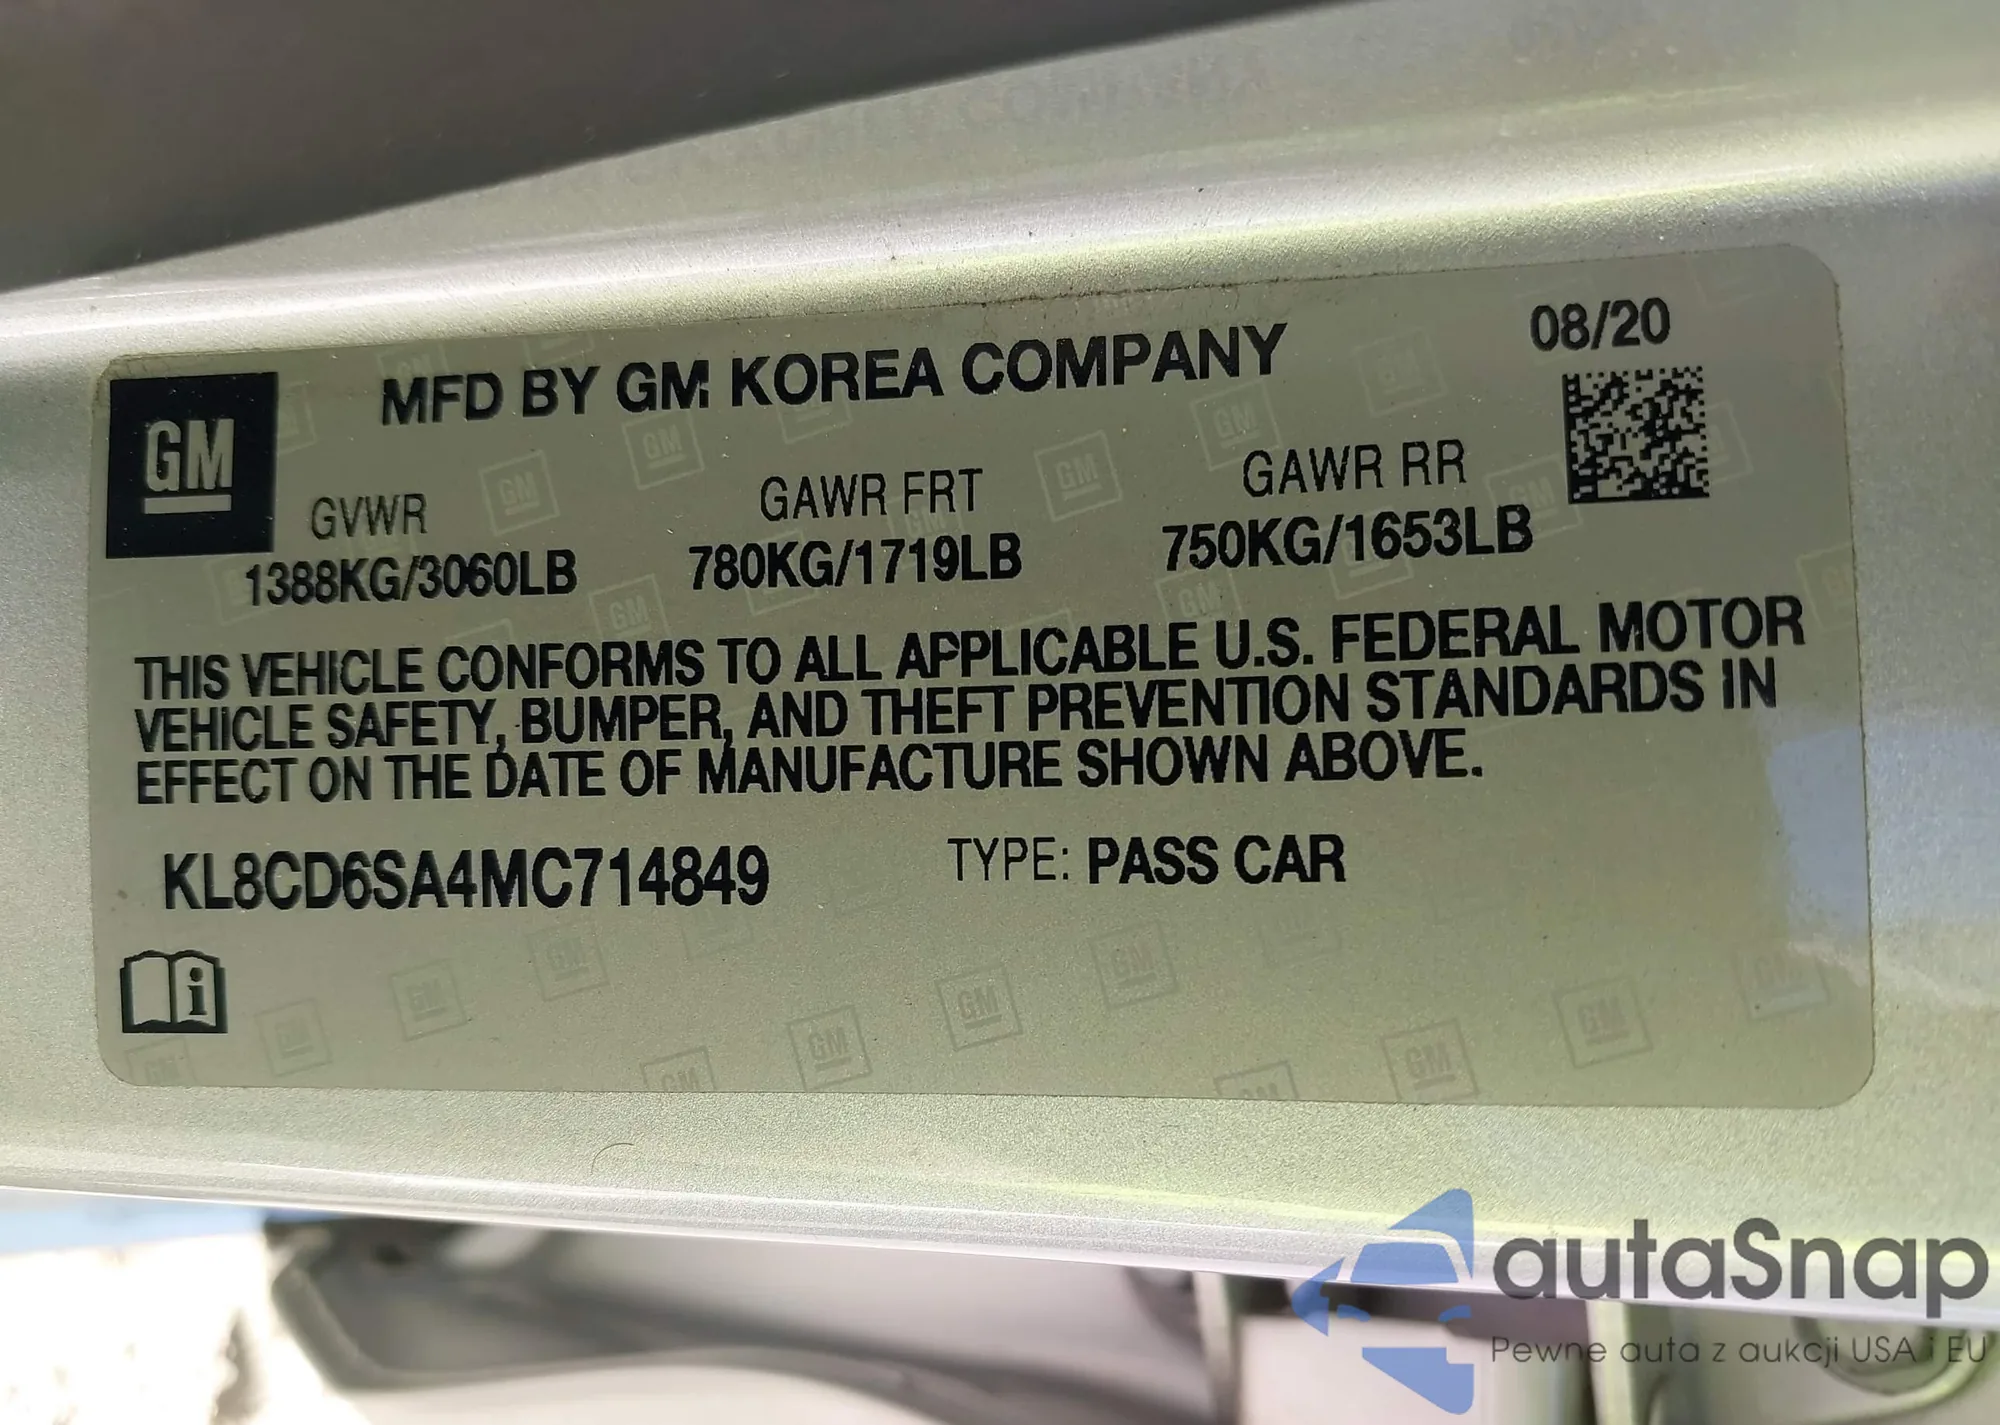 MFD BY GM KOREA COMPANY
08/20
GM
GVWR
GAWR FRT
GAWR RR
1388KG/3060LB
780KG/1719LB
750KG/1653LB
THIS VEHICLE CONFORMS TO ALL APPLICABLE U.S. FEDERAL MOTOR
VEHICLE SAFETY, BUMPER, AND THEFT PREVENTION STANDARDS IN
EFFECT ON THE DATE OF MANUFACTURE SHOWN ABOVE.
KL8CD6SA4MC714849
TYPE: PASS CAR
autaSnap
Pewne auta z aukcji USA i EU